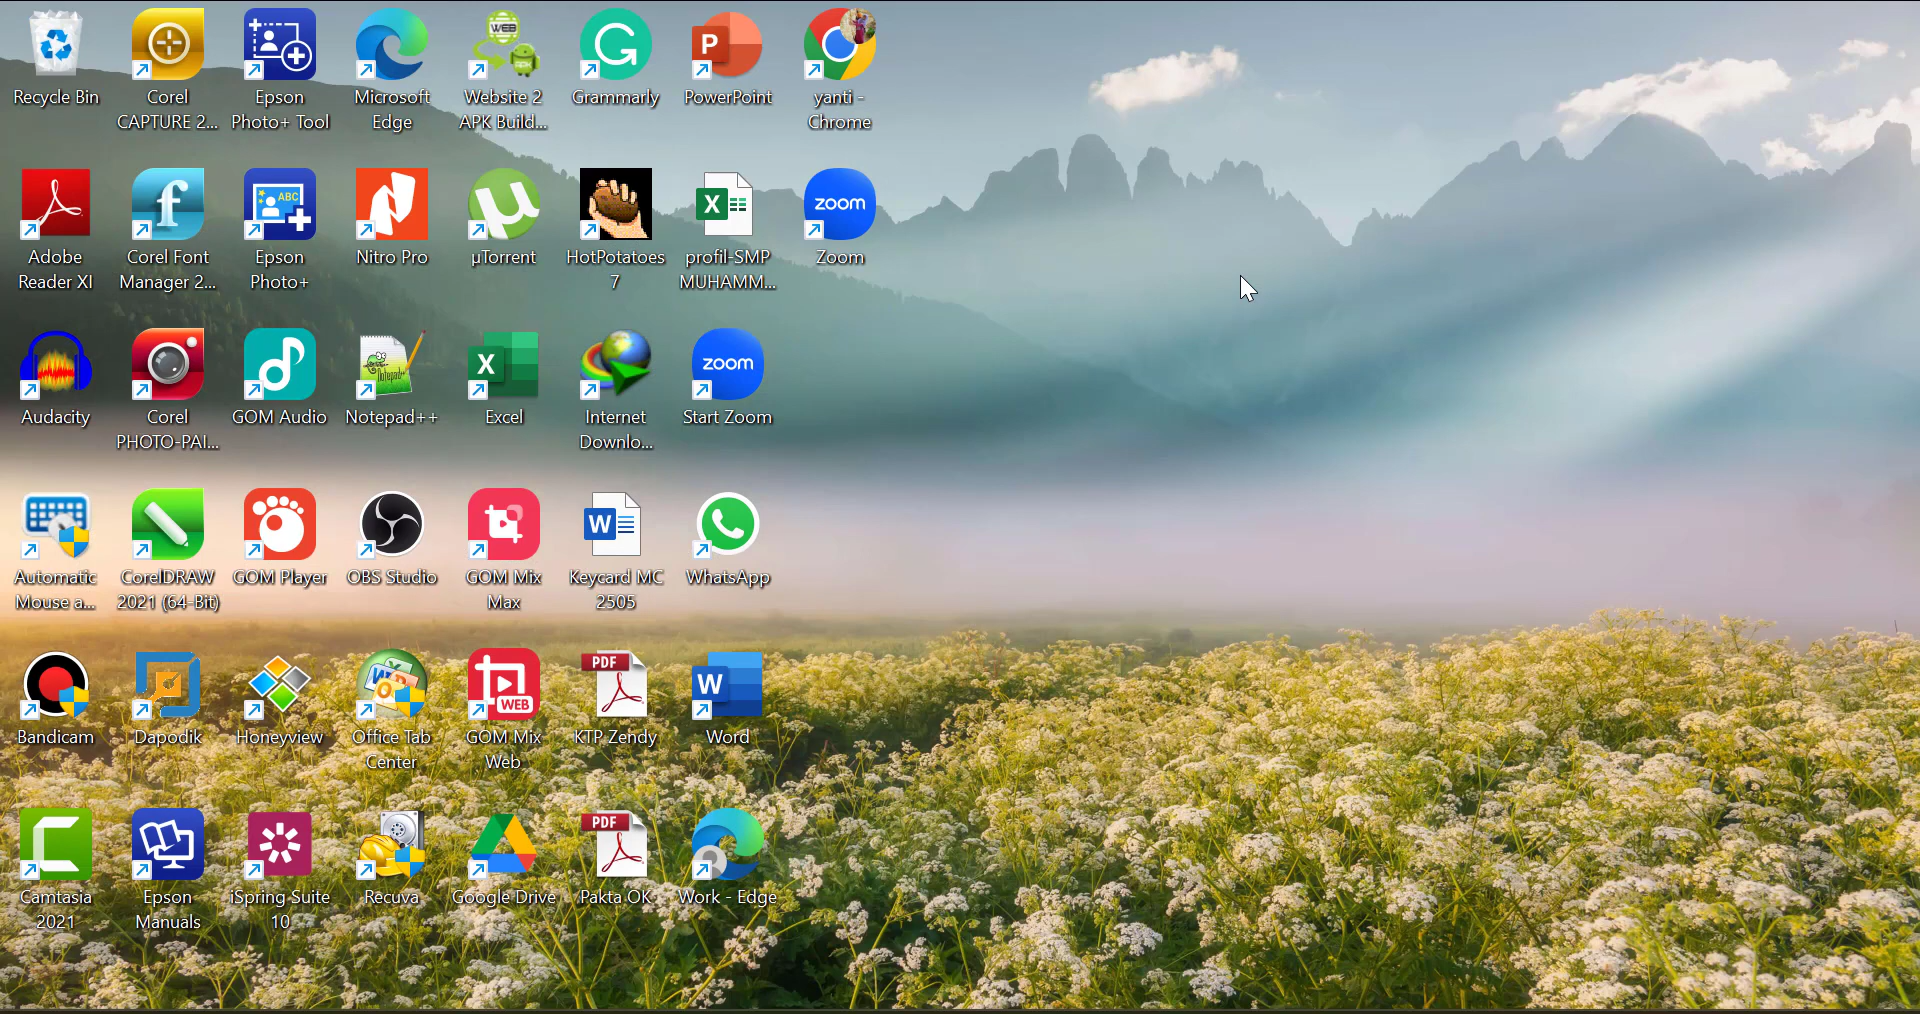 Recycle Bin
Corel
CAPTURE 2...
Epson
Photo+ Tool
Microsoft
Edge
WEB
apk
Website 2
APK Build...
G
Grammarly
P
PowerPoint
yanti -
Chrome
Adobe
Reader XI
f
Corel Font
Manager 2...
ABC
Epson
Photo+
Nitro Pro
µ
µTorrent
HotPotatoes
7
X
profil-SMP
MUHAMM...
zoom
Zoom
Audacity
Corel
PHOTO-PAI...
GOM Audio
Notepad++
Notepad++
X
Excel
Internet
Downlo...
zoom
Start Zoom
Automatic
Mouse a...
CorelDRAW
2021 (64-Bit)
GOM Player
OBS Studio
GOM Mix
Max
W
Keycard MC
2505
WhatsApp
Bandicam
Dapodik
Honeyview
Office Tab
Center
WEB
GOM Mix
Web
PDF
KTP Zendy
W
Word
C
Camtasia
2021
Epson
Manuals
iSpring Suite
10
Recuva
Google Drive
PDF
Pakta OK
Work - Edge